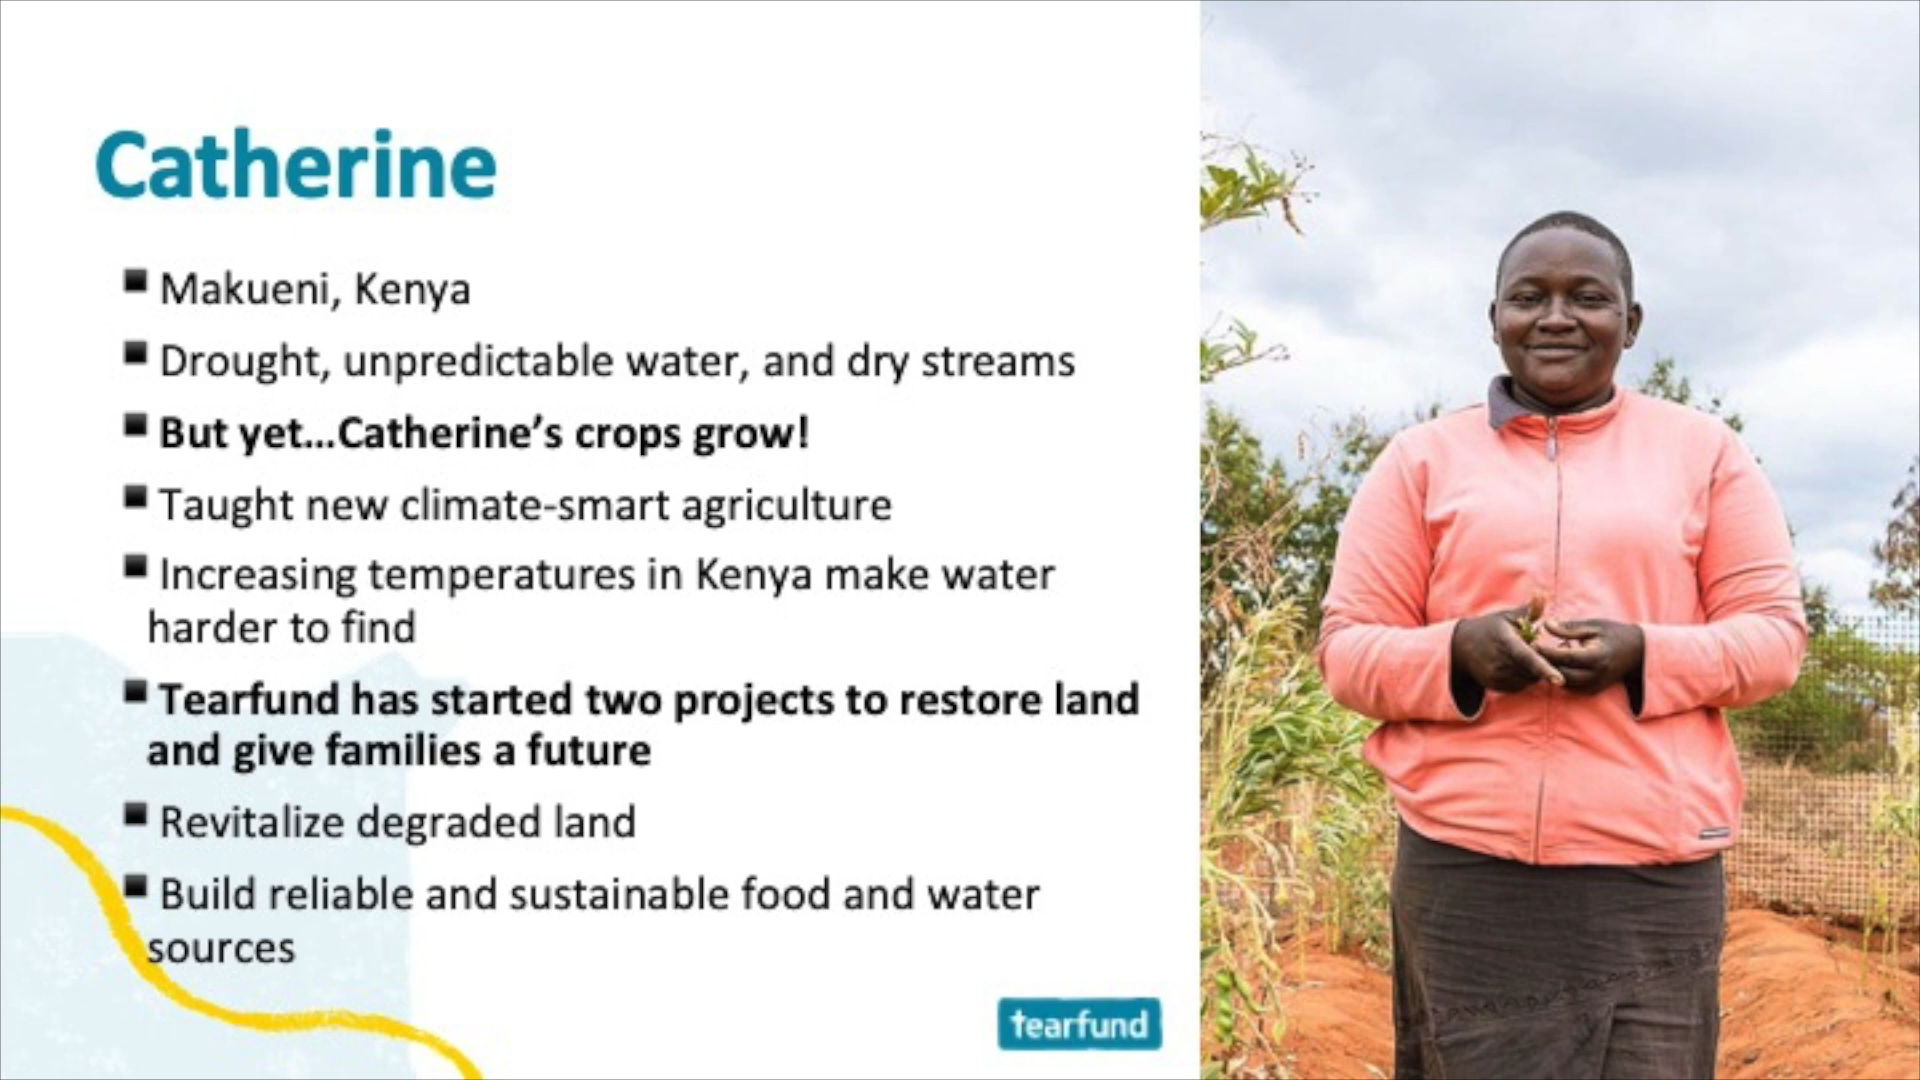 Catherine
▪ Makueni, Kenya
▪ Drought, unpredictable water, and dry streams
▪ But yet...Catherine’s crops grow!
▪ Taught new climate-smart agriculture
▪ Increasing temperatures in Kenya make water
harder to find
▪ Tearfund has started two projects to restore land
and give families a future
▪ Revitalize degraded land
▪ Build reliable and sustainable food and water
sources
tearfund